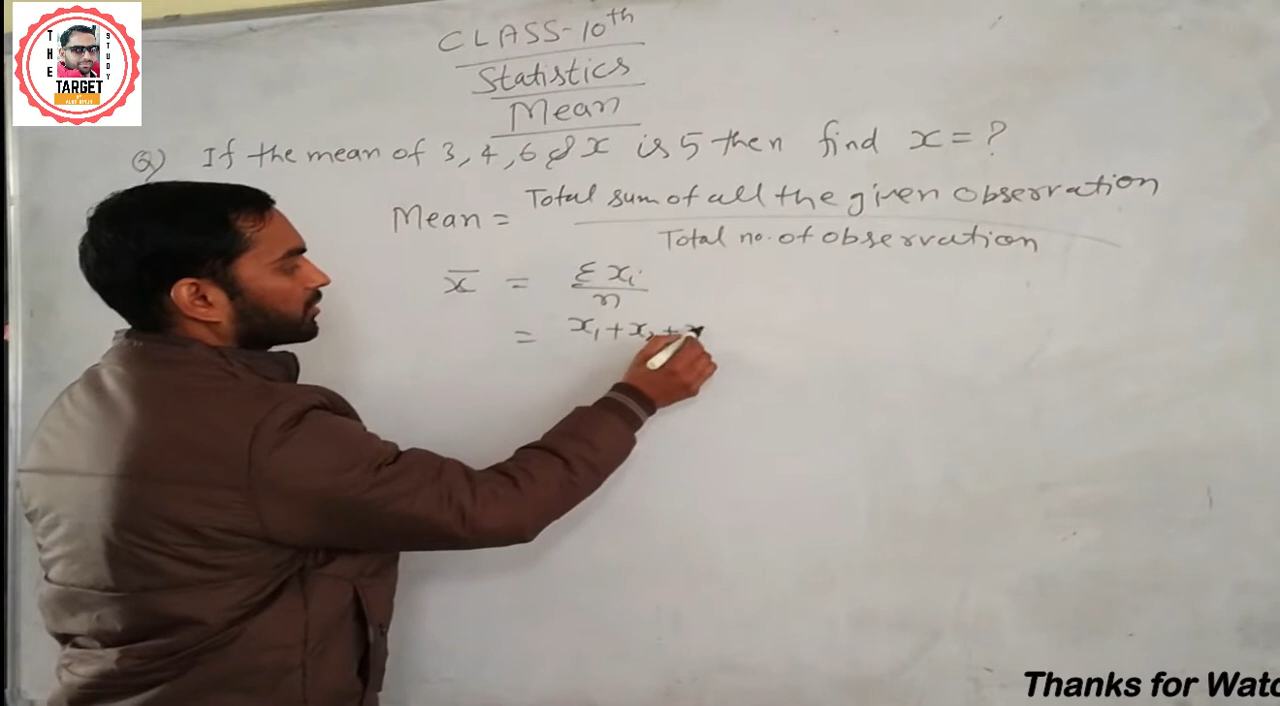 THE
TARGET
STUDY
CLASS-10th
Statistics
Mean
Q) If the mean of 3, 4, 6 & x is 5 then find x = ?
Mean = Total sum of all the given observation
Total no. of observation
x̄ = Σxi
n
= x₁ + x₂ + x
Thanks for Watc